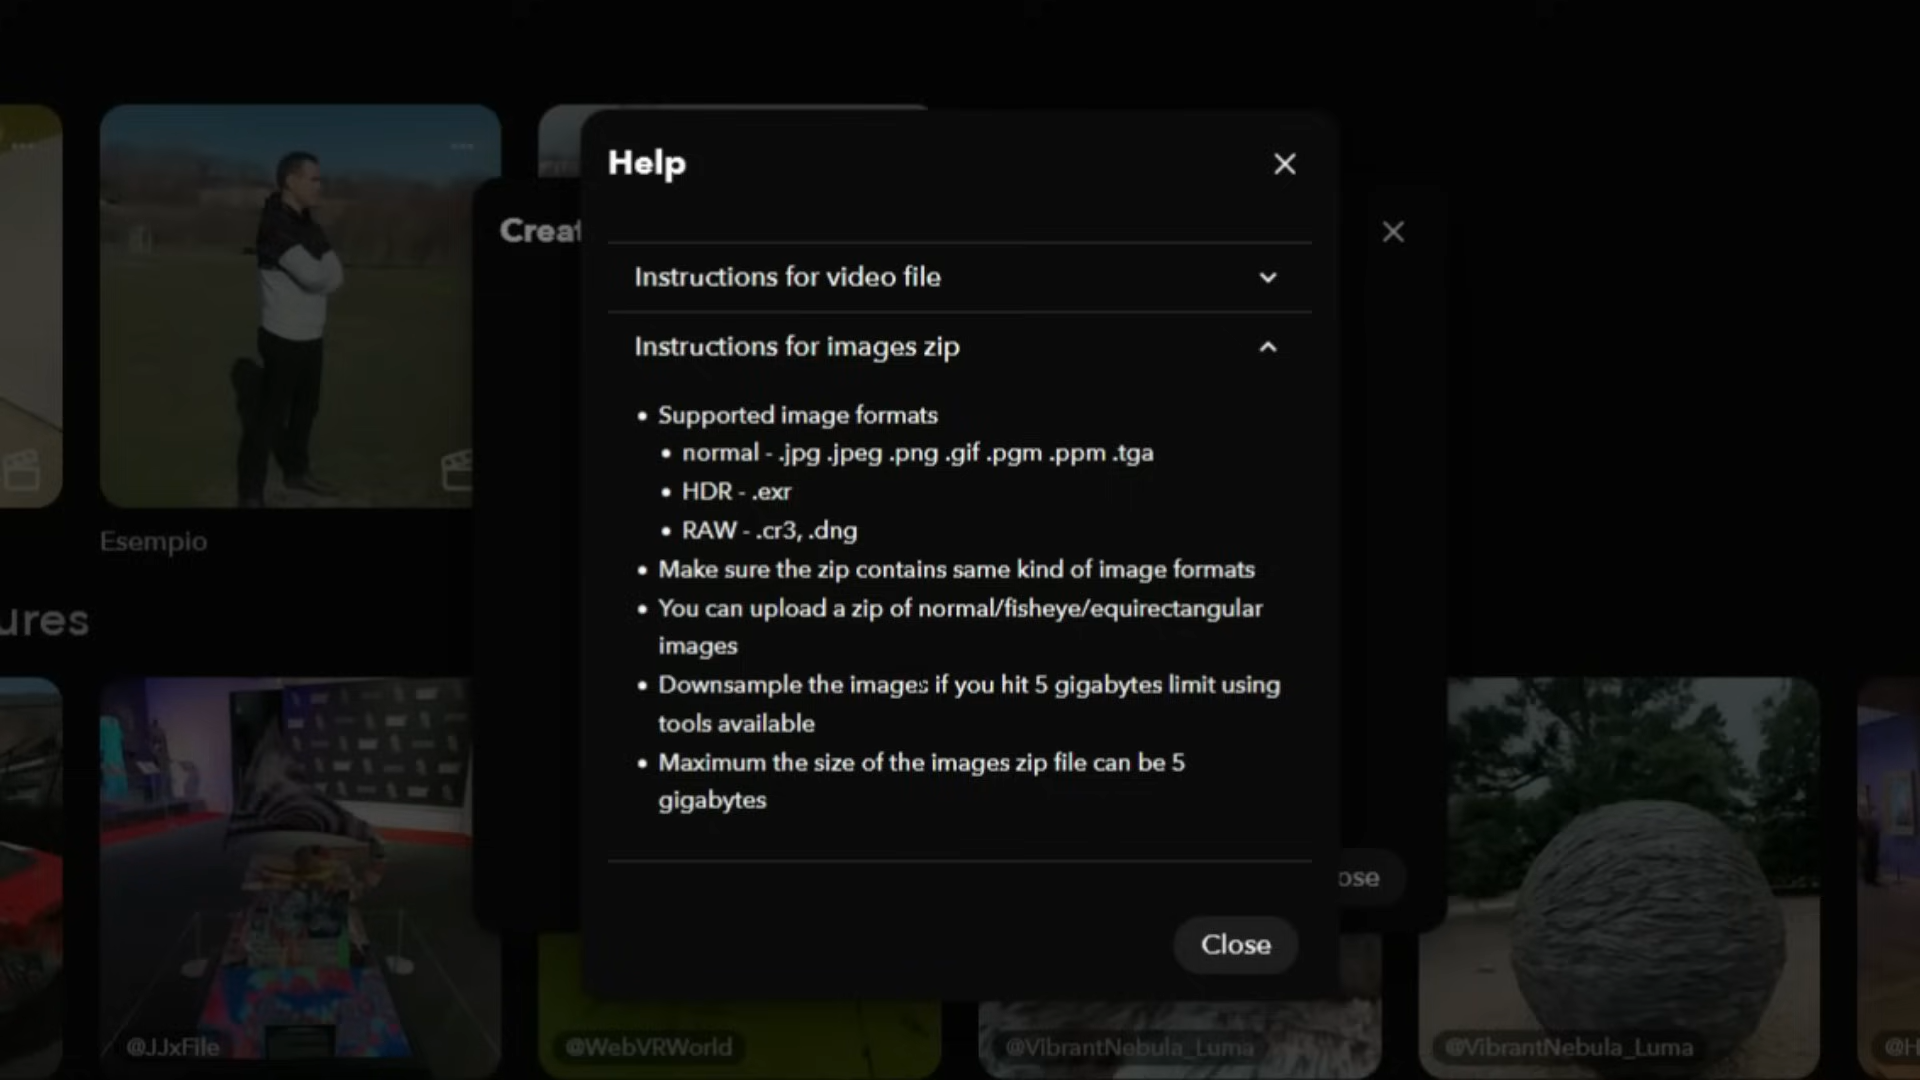 Help
Creat
Instructions for video file
Instructions for images zip
• Supported image formats
• normal - .jpg .jpeg .png .gif .pgm .ppm .tga
• HDR - .exr
• RAW - .cr3, .dng
• Make sure the zip contains same kind of image formats
• You can upload a zip of normal/fisheye/equirectangular
images
• Downsample the images if you hit 5 gigabytes limit using
tools available
• Maximum the size of the images zip file can be 5
gigabytes
Close
ose
Esempio
ures
@JJxFile
@WebVRWorld
@VibrantNebula_Luma
@VibrantNebula_Luma
@H